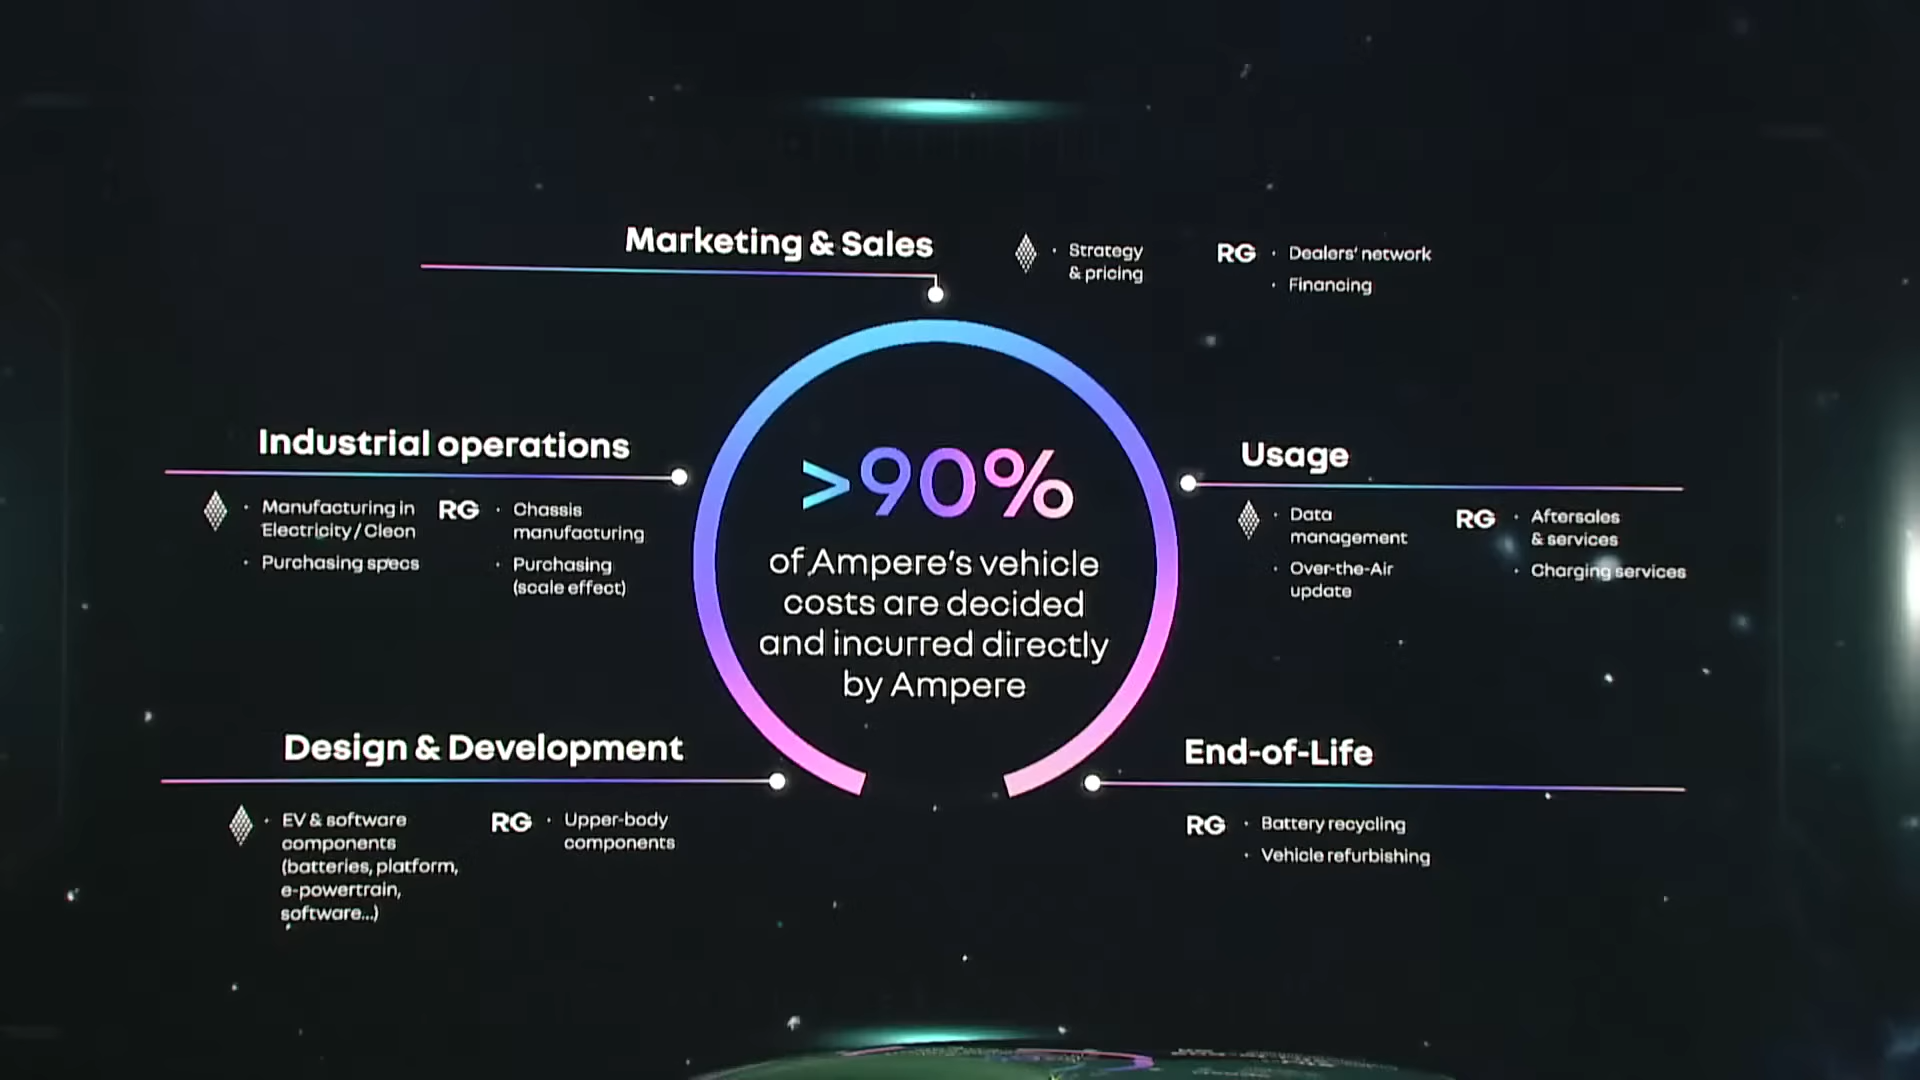 Marketing & Sales
Strategy
& pricing
RG
Dealers' network
Financing
Industrial operations
Manufacturing in
Electricity / Cleon
Purchasing specs
RG
Chassis
manufacturing
Purchasing
(scale effect)
>90%
of Ampere's vehicle
costs are decided
and incurred directly
by Ampere
Usage
Data
management
Over-the-Air
update
RG
Aftersales
& services
Charging services
Design & Development
EV & software
components
(batteries, platform,
e-powertrain,
software...)
RG
Upper-body
components
End-of-Life
RG
Battery recycling
Vehicle refurbishing